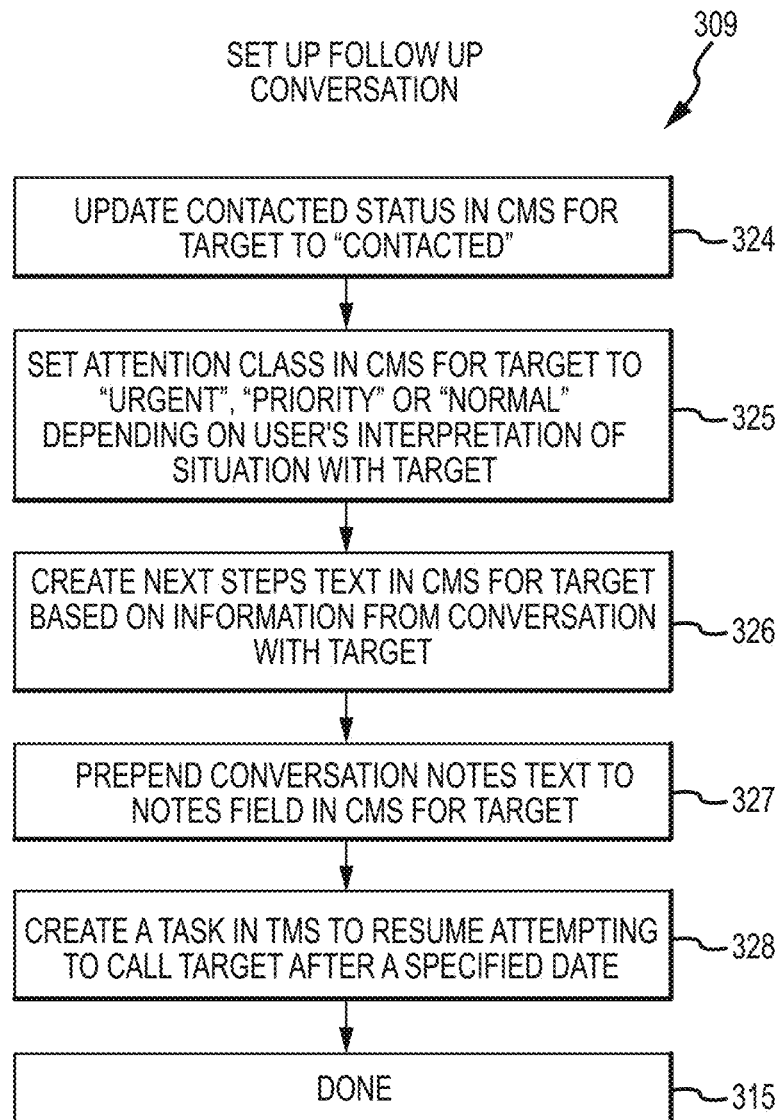 309
SET UP FOLLOW UP
CONVERSATION
UPDATE CONTACTED STATUS IN CMS FOR
TARGET TO “CONTACTED”
324
SET ATTENTION CLASS IN CMS FOR TARGET TO
“URGENT”, “PRIORITY” OR “NORMAL”
DEPENDING ON USER'S INTERPRETATION OF
SITUATION WITH TARGET
325
CREATE NEXT STEPS TEXT IN CMS FOR TARGET
BASED ON INFORMATION FROM CONVERSATION
WITH TARGET
326
PREPEND CONVERSATION NOTES TEXT TO
NOTES FIELD IN CMS FOR TARGET
327
CREATE A TASK IN TMS TO RESUME ATTEMPTING
TO CALL TARGET AFTER A SPECIFIED DATE
328
DONE
315